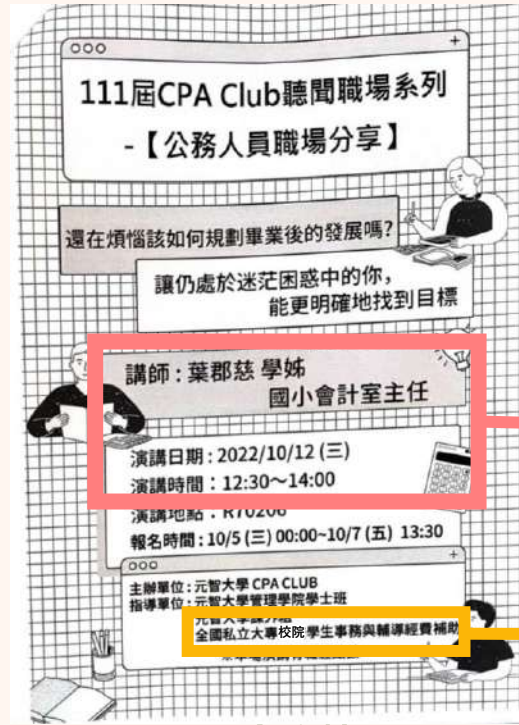 111屆CPA Club聽聞職場系列
-【公務人員職場分享】
還在煩惱該如何規劃畢業後的發展嗎?
讓仍處於迷茫困惑中的你,
能更明確地找到目標
講師:葉郡慈 學姊
國小會計室主任
演講日期:2022/10/12 (三)
演講時間:12:30~14:00
演講地點:R70206
報名時間:10/5 (三) 00:00~10/7 (五) 13:30
主辦單位:元智大學 CPA CLUB
指導單位:元智大學管理學院學士班
元智大學課外組
全國私立大專校院學生事務與輔導經費補助